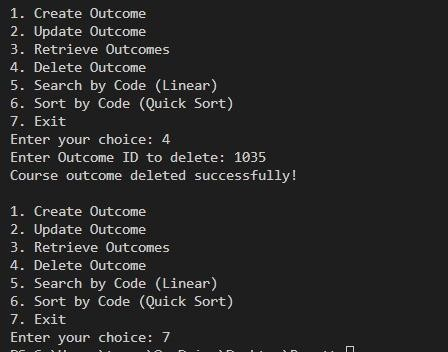 1. Create Outcome
2. Update Outcome
3. Retrieve Outcomes
4. Delete Outcome
5. Search by Code (Linear)
6. Sort by Code (Quick Sort)
7. Exit
Enter your choice: 4
Enter Outcome ID to delete: 1035
Course outcome deleted successfully!

1. Create Outcome
2. Update Outcome
3. Retrieve Outcomes
4. Delete Outcome
5. Search by Code (Linear)
6. Sort by Code (Quick Sort)
7. Exit
Enter your choice: 7